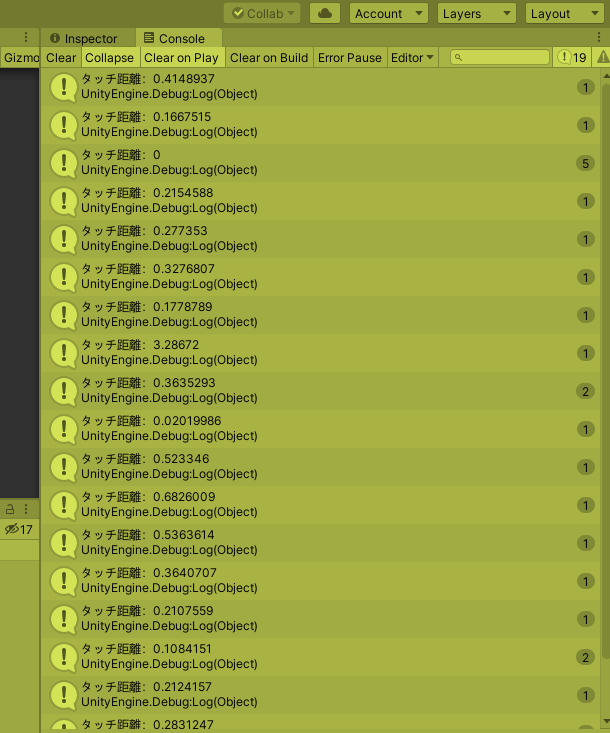 Collab
Account
Layers
Layout
Inspector
Console
Gizmo
Clear
Collapse
Clear on Play
Clear on Build
Error Pause
Editor
19
タッチ距離：0.4148937
UnityEngine.Debug:Log(Object)
1
タッチ距離：0.1667515
UnityEngine.Debug:Log(Object)
1
タッチ距離：0
UnityEngine.Debug:Log(Object)
5
タッチ距離：0.2154588
UnityEngine.Debug:Log(Object)
1
タッチ距離：0.277353
UnityEngine.Debug:Log(Object)
1
タッチ距離：0.3276807
UnityEngine.Debug:Log(Object)
1
タッチ距離：0.1778789
UnityEngine.Debug:Log(Object)
1
タッチ距離：3.28672
UnityEngine.Debug:Log(Object)
1
タッチ距離：0.3635293
UnityEngine.Debug:Log(Object)
2
タッチ距離：0.02019986
UnityEngine.Debug:Log(Object)
1
タッチ距離：0.523346
UnityEngine.Debug:Log(Object)
1
タッチ距離：0.6826009
UnityEngine.Debug:Log(Object)
1
17
タッチ距離：0.5363614
UnityEngine.Debug:Log(Object)
1
タッチ距離：0.3640707
UnityEngine.Debug:Log(Object)
1
タッチ距離：0.2107559
UnityEngine.Debug:Log(Object)
1
タッチ距離：0.1084151
UnityEngine.Debug:Log(Object)
2
タッチ距離：0.2124157
UnityEngine.Debug:Log(Object)
1
タッチ距離：0.2831247